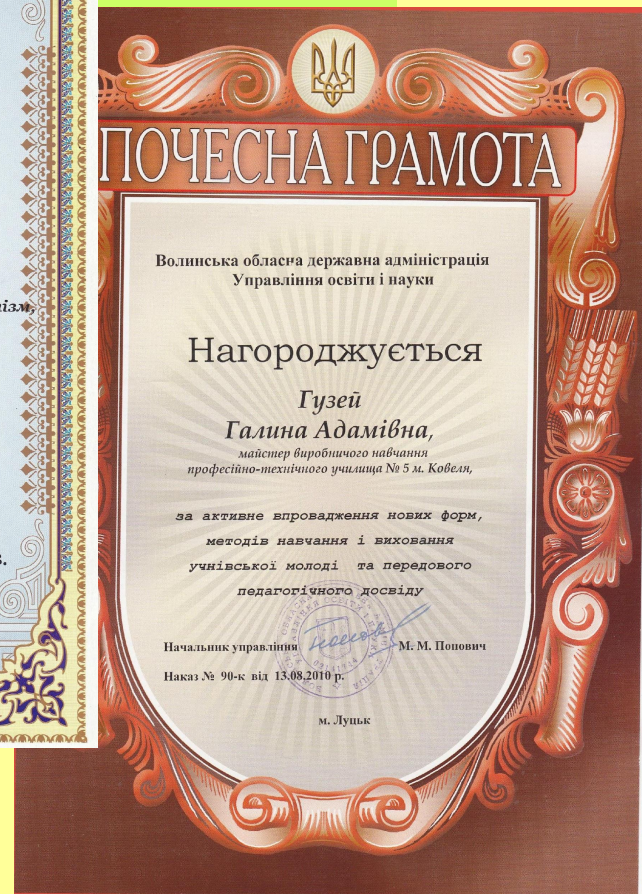 ПОЧЕСНА ГРАМОТА
Волинська обласна державна адміністрація
Управління освіти і науки
Нагороджується
Гузей
Галина Адамівна,
майстер виробничого навчання
професійно-технічного училища № 5 м. Ковеля,
за активне впровадження нових форм,
методів навчання і виховання
учнівської молоді та передового
педагогічного досвіду
Начальник управління М. М. Попович
Наказ № 90-к від 13.08.2010 р.
м. Луцьк